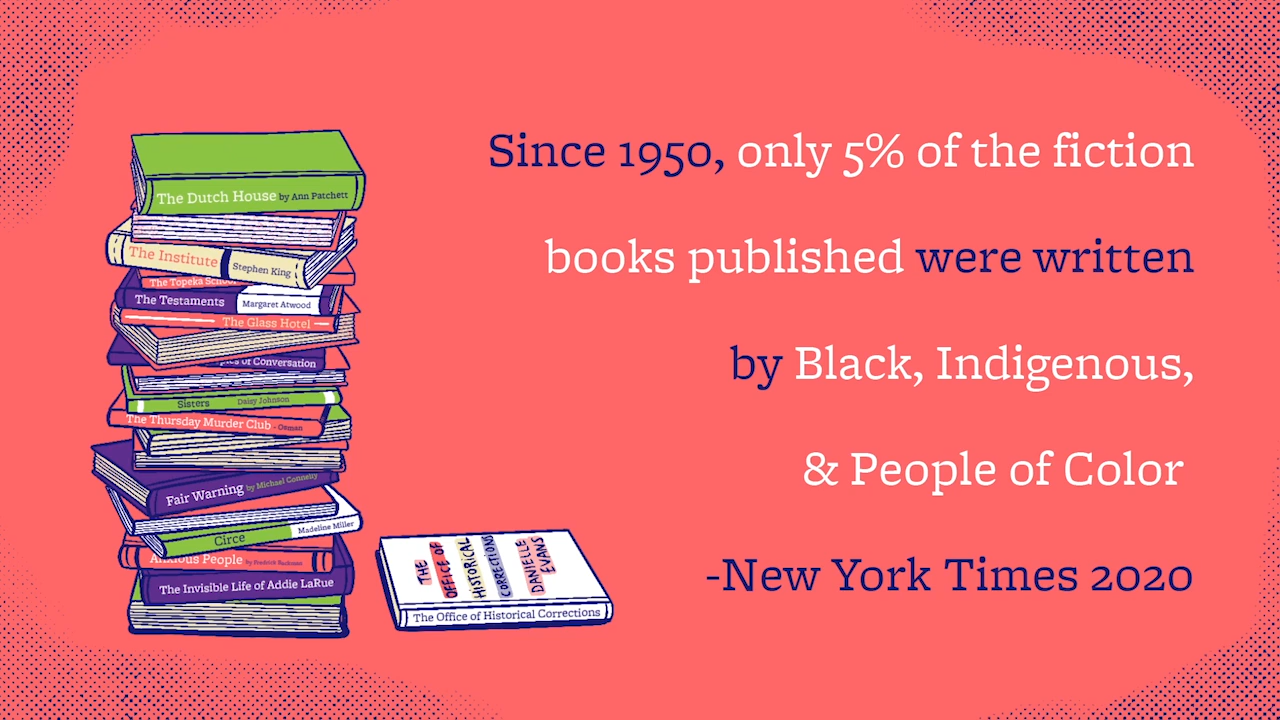 Since 1950, only 5% of the fiction
books published were written
by Black, Indigenous,
& People of Color
-New York Times 2020
The Dutch House by Ann Patchett
The Institute Stephen King
The Topeka School
The Testaments Margaret Atwood
The Glass Hotel
of Conversation
Sisters Daisy Johnson
The Thursday Murder Club - Osman
Fair Warning by Michael Connelly
Circe Madeline Miller
Anxious People by Fredrick Backman
The Invisible Life of Addie LaRue
THE
OFFICE OF
HISTORICAL
CORRECTIONS
DANIELLE
EVANS
The Office of Historical Corrections